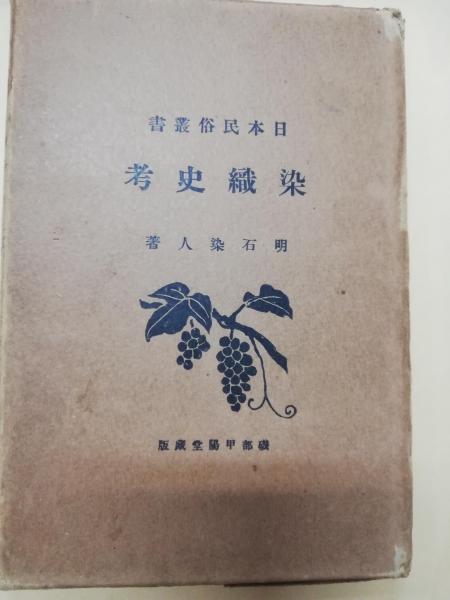 日本民俗叢書
染織史考
明石染人著
磯部甲陽堂蔵版